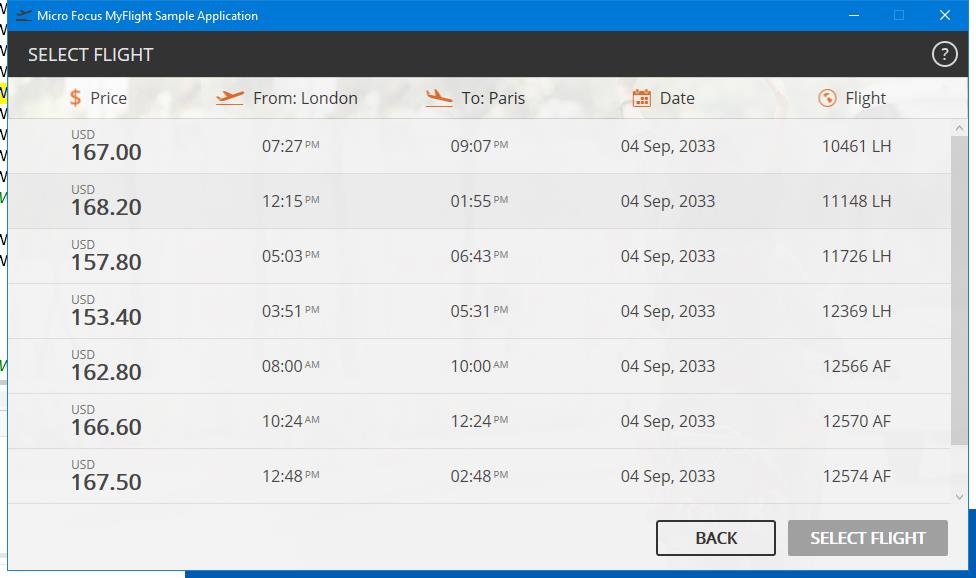 Micro Focus MyFlight Sample Application
SELECT FLIGHT ?
$ Price From: London To: Paris Date Flight
USD
167.00 07:27 PM 09:07 PM 04 Sep, 2033 10461 LH
USD
168.20 12:15 PM 01:55 PM 04 Sep, 2033 11148 LH
USD
157.80 05:03 PM 06:43 PM 04 Sep, 2033 11726 LH
USD
153.40 03:51 PM 05:31 PM 04 Sep, 2033 12369 LH
USD
162.80 08:00 AM 10:00 AM 04 Sep, 2033 12566 AF
USD
166.60 10:24 AM 12:24 PM 04 Sep, 2033 12570 AF
USD
167.50 12:48 PM 02:48 PM 04 Sep, 2033 12574 AF
BACK SELECT FLIGHT